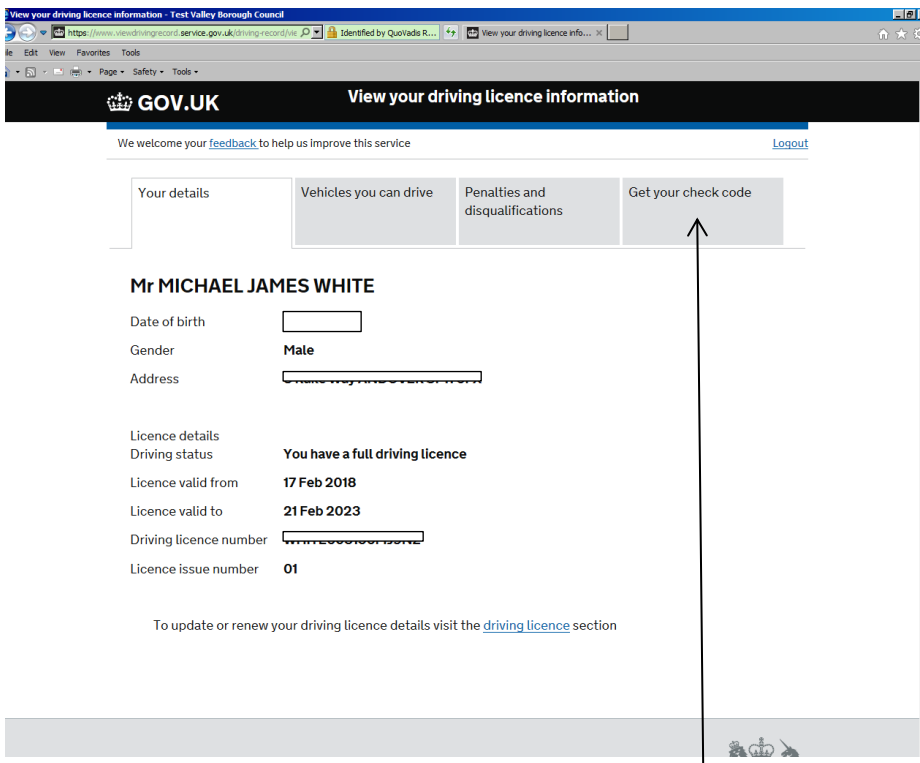 View your driving licence information - Test Valley Borough Council
https://www.viewdrivingrecord.service.gov.uk/driving-record/vie Identified by QuoVadis R... View your driving licence info...
Edit View Favorites Tools
Page Safety Tools
GOV.UK View your driving licence information
We welcome your feedback to help us improve this service Logout
Your details Vehicles you can drive Penalties and disqualifications Get your check code
Mr MICHAEL JAMES WHITE
Date of birth
Gender Male
Address
Licence details
Driving status You have a full driving licence
Licence valid from 17 Feb 2018
Licence valid to 21 Feb 2023
Driving licence number
Licence issue number 01
To update or renew your driving licence details visit the driving licence section